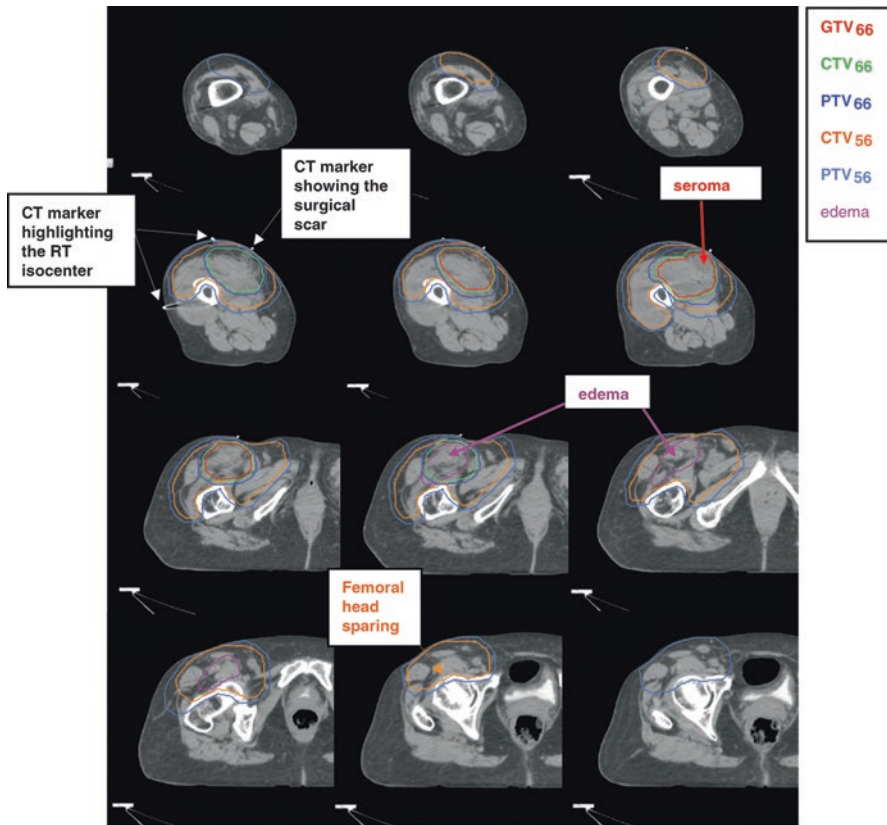 GTV66
CTV66
PTV66
CTV56
PTV56
edema
CT marker
showing the
surgical
scar
seroma
CT marker
highlighting
the RT
isocenter
edema
Femoral
head
sparing